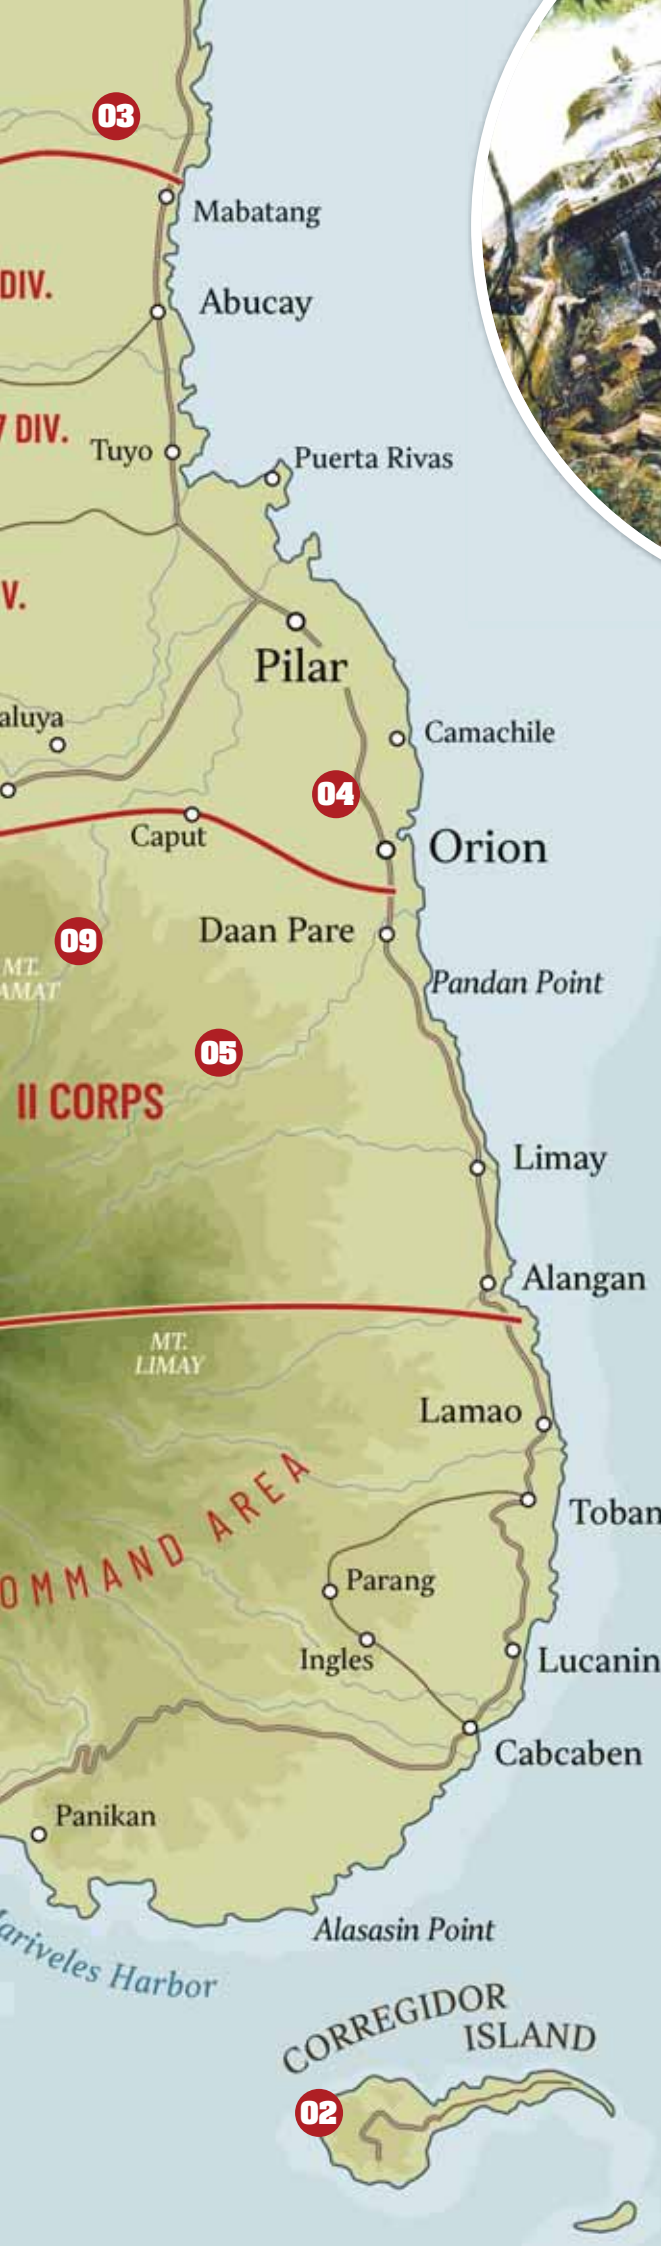 03
Mabatang
DIV.
Abucay
7 DIV.
Tuyo
Puerta Rivas
V.
Pilar
aluya
Camachile
04
Caput
Orion
09
Daan Pare
MT.
AMAT
Pandan Point
05
II CORPS
Limay
Alangan
MT.
LIMAY
Lamao
OMMAND AREA
Toban
Parang
Ingles
Lucanin
Cabcaben
Panikan
Alasasin Point
ariveles Harbor
CORREGIDOR
ISLAND
02